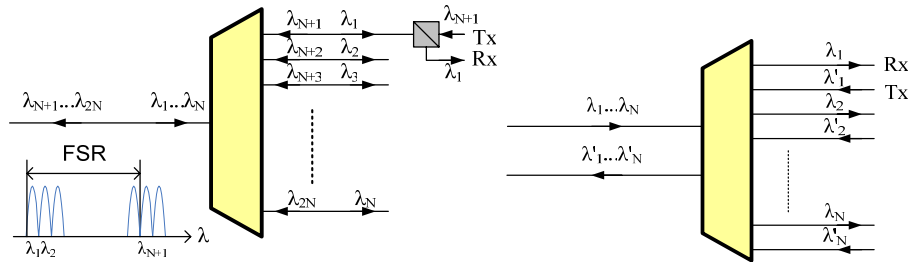 λN+1 λ1 λN+1
Tx
λN+2 λ2 Rx
λN+3 λ3 λ1
λN+1...λ2N λ1...λN
FSR
λ2N λN
λ1λ2 λN+1 λ
λ1 Rx
λ'1 Tx
λ1...λN λ2
λ'2
λ'1...λ'N
λN
λ'N